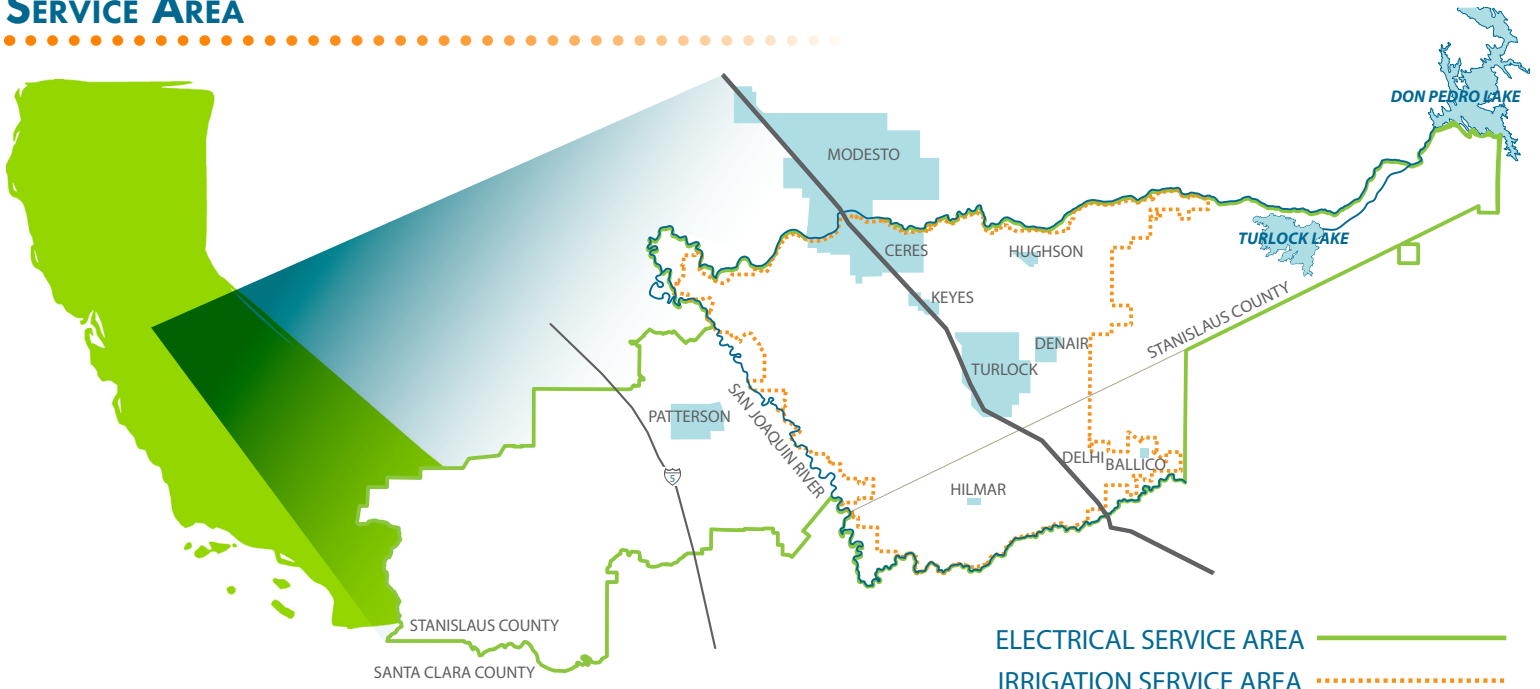 SERVICE AREA
DON PEDRO LAKE
MODESTO
TURLOCK LAKE
CERES
HUGHSON
KEYES
STANISLAUS COUNTY
DENAIR
TURLOCK
PATTERSON
SAN JOAQUIN RIVER
5
DELHI
BALLICO
HILMAR
STANISLAUS COUNTY
SANTA CLARA COUNTY
ELECTRICAL SERVICE AREA
IRRIGATION SERVICE AREA